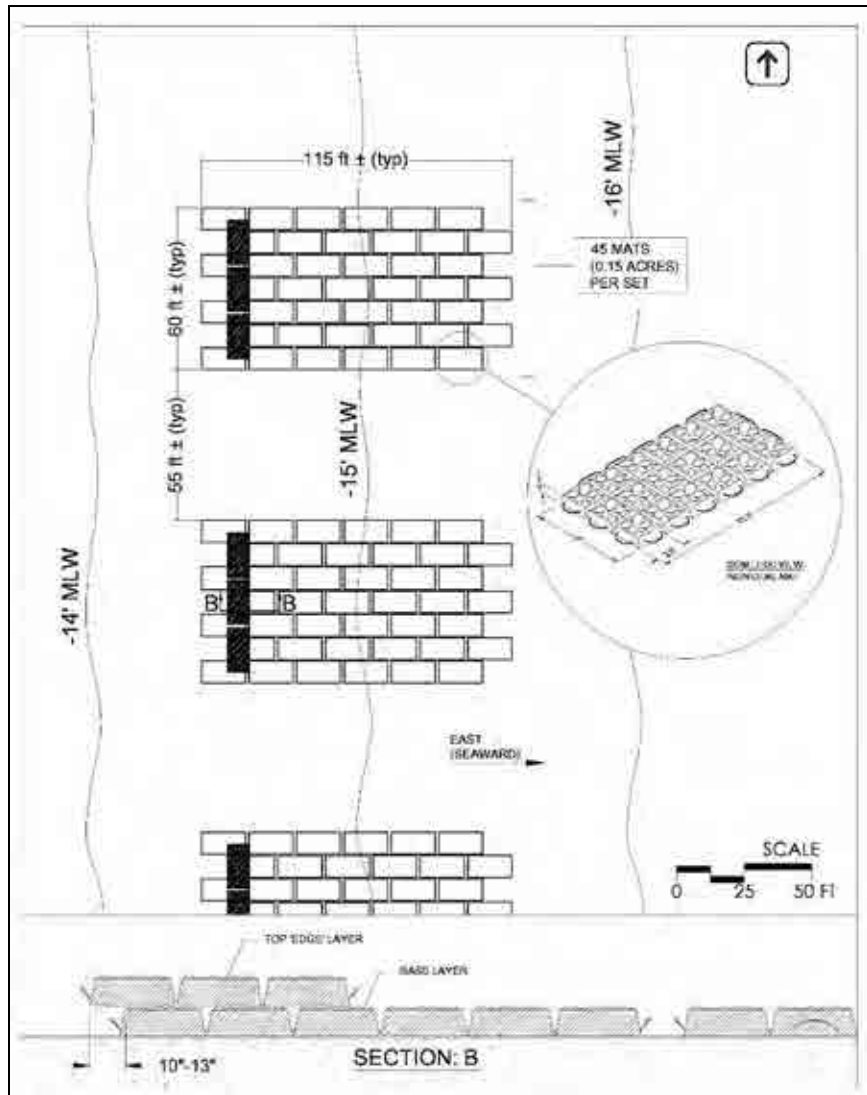 115 ft ± (typ)
-16' MLW
45 MATS
(0.15 ACRES)
PER SET
60 ft ± (typ)
55 ft ± (typ)
-15' MLW
-14' MLW
B'
B
EAST
(SEAWARD)
SCALE
0 25 50 FT
TOP 'EDGE' LAYER
BASE LAYER
10"-13"
SECTION: B